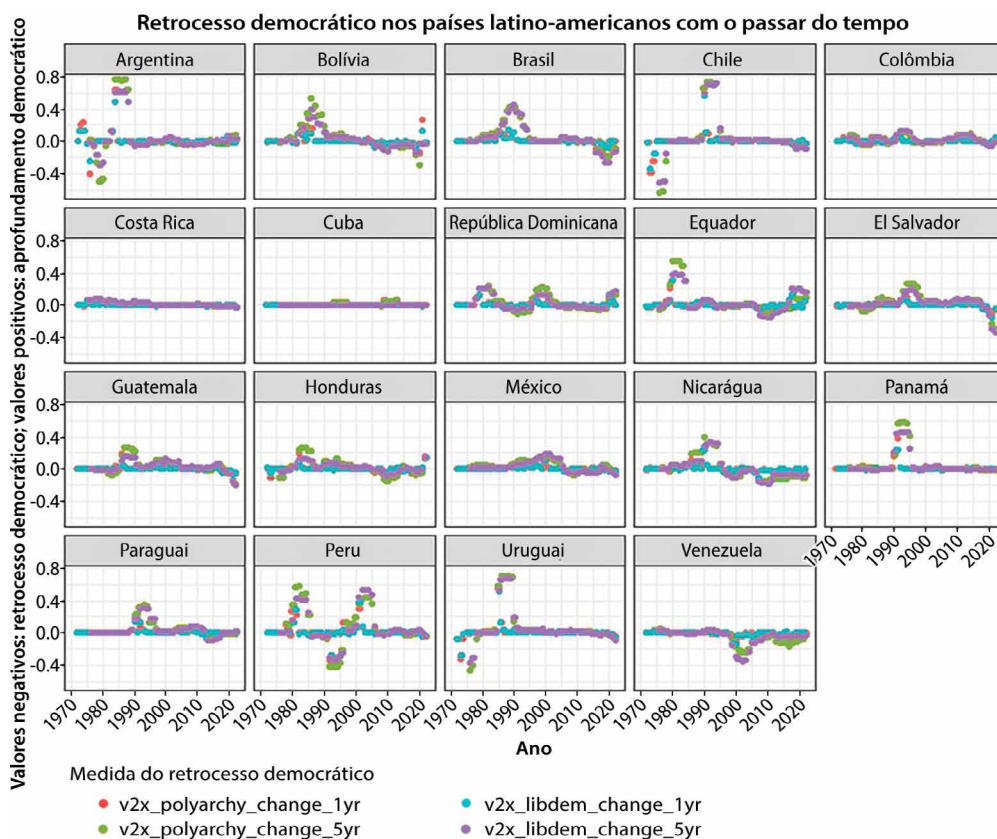 Retrocesso democrático nos países latino-americanos com o passar do tempo
Valores negativos: retrocesso democrático; valores positivos: aprofundamento democrático
Argentina Bolívia Brasil Chile Colômbia
0.8
0.4
0.0
-0.4
Costa Rica Cuba República Dominicana Equador El Salvador
0.8
0.4
0.0
-0.4
Guatemala Honduras México Nicarágua Panamá
0.8
0.4
0.0
-0.4
1970 1980 1990 2000 2010 2020
Paraguai Peru Uruguai Venezuela
0.8
0.4
0.0
-0.4
1970 1980 1990 2000 2010 2020 1970 1980 1990 2000 2010 2020 1970 1980 1990 2000 2010 2020 1970 1980 1990 2000 2010 2020
Ano
Medida do retrocesso democrático
v2x_polyarchy_change_1yr v2x_libdem_change_1yr
v2x_polyarchy_change_5yr v2x_libdem_change_5yr